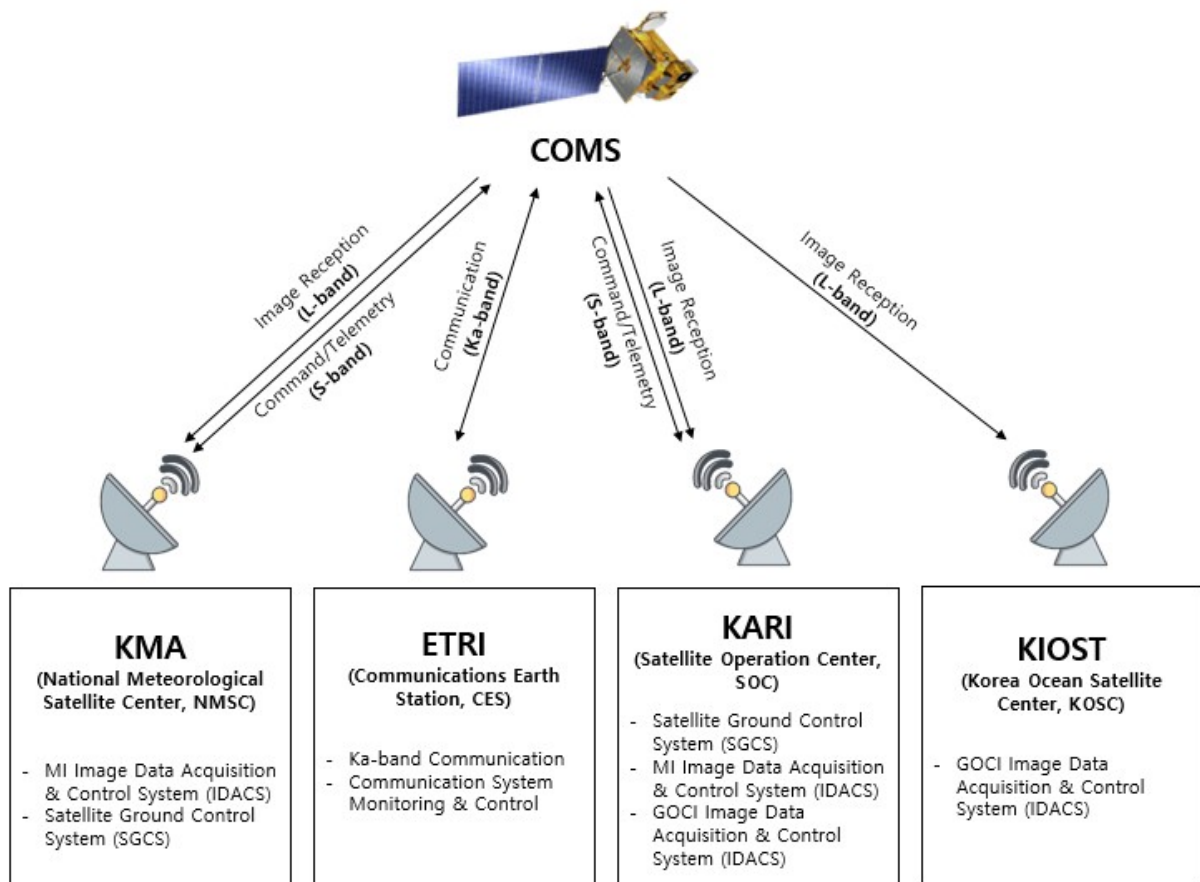 COMS
Image Reception
(L-band)
Command/Telemetry
(S-band)
Communication
(Ka-band)
Command/Telemetry
(S-band)
Image Reception
(L-band)
Image Reception
(L-band)
KMA
(National Meteorological
Satellite Center, NMSC)
- MI Image Data Acquisition
& Control System (IDACS)
- Satellite Ground Control
System (SGCS)
ETRI
(Communications Earth
Station, CES)
- Ka-band Communication
- Communication System
Monitoring & Control
KARI
(Satellite Operation Center,
SOC)
- Satellite Ground Control
System (SGCS)
- MI Image Data Acquisition
& Control System (IDACS)
- GOCI Image Data
Acquisition & Control
System (IDACS)
KIOST
(Korea Ocean Satellite
Center, KOSC)
- GOCI Image Data
Acquisition & Control
System (IDACS)